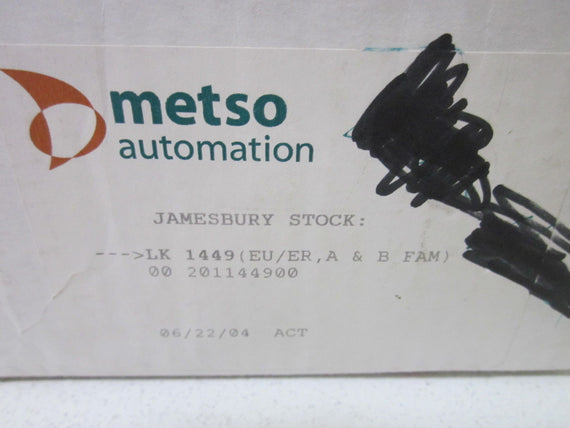 metso
automation
JAMESBURY STOCK:
--->LK 1449(EU/ER,A & B FAM)
00 201144900
06/22/04 ACT